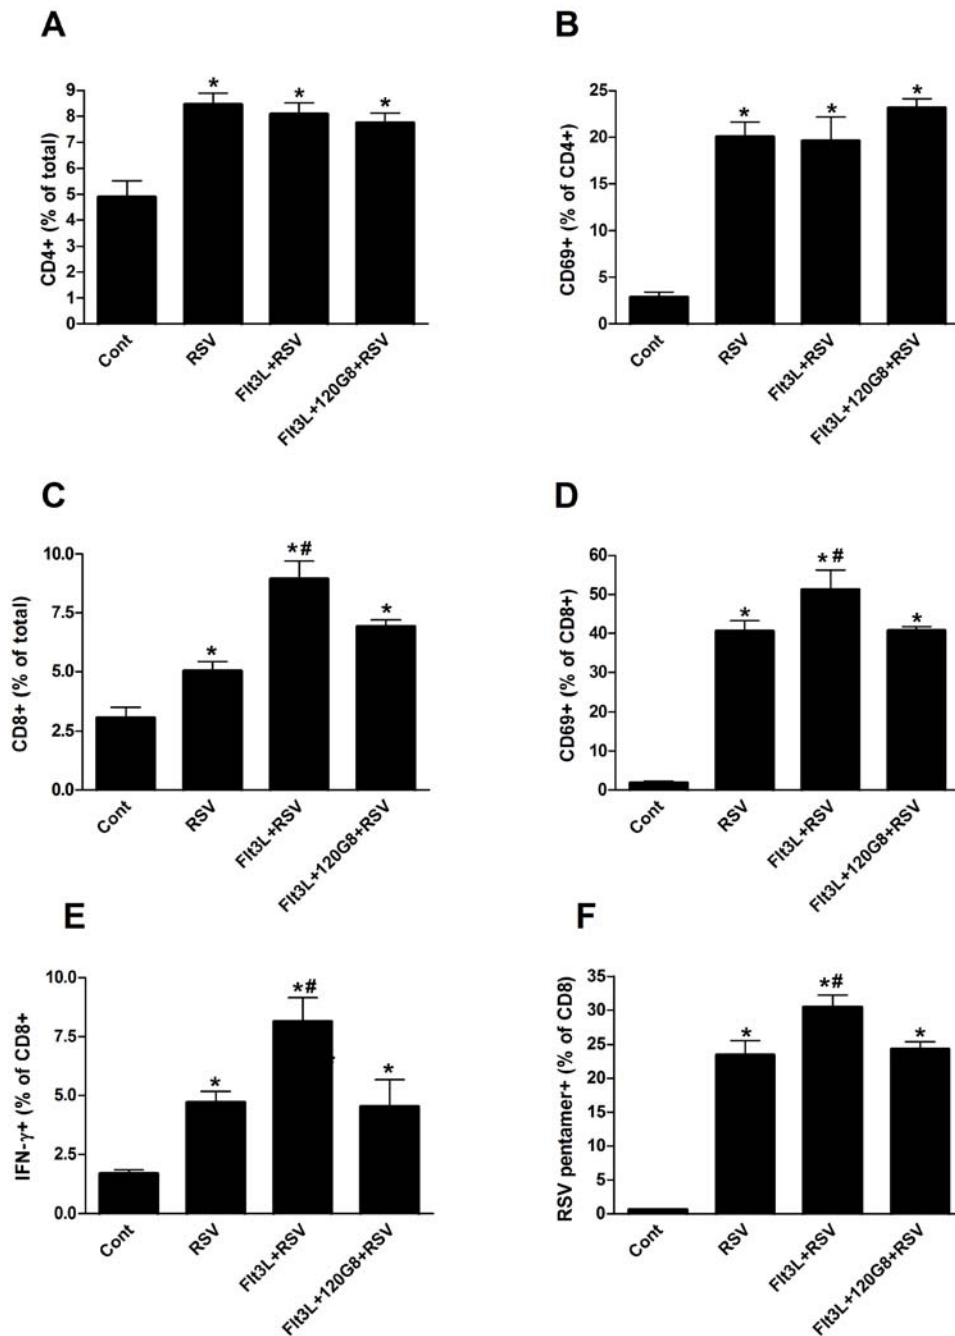 A
CD4+ (% of total)
9
8
7
6
5
4
3
2
1
0
*
*
*
Cont
RSV
Flt3L+RSV
Flt3L+120G8+RSV
B
CD69+ (% of CD4+)
25
20
15
10
5
0
*
*
*
Cont
RSV
Flt3L+RSV
Flt3L+120G8+RSV
C
CD8+ (% of total)
10.0
7.5
5.0
2.5
0.0
*
*#
*
Cont
RSV
Flt3L+RSV
Flt3L+120G8+RSV
D
CD69+ (% of CD8+)
60
50
40
30
20
10
0
*
*#
*
Cont
RSV
Flt3L+RSV
Flt3L+120G8+RSV
E
IFN-γ+ (% of CD8+
10.0
7.5
5.0
2.5
0.0
*
*#
*
Cont
RSV
Flt3L+RSV
Flt3L+120G8+RSV
F
RSV pentamer+ (% of CD8)
35
30
25
20
15
10
5
0
*
*#
*
Cont
RSV
Flt3L+RSV
Flt3L+120G8+RSV